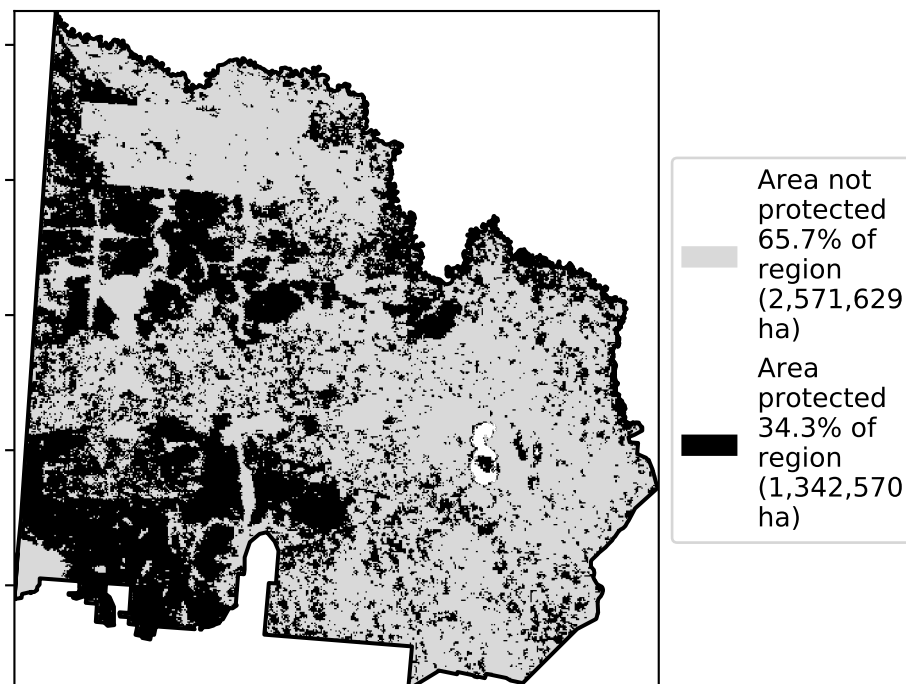 Area not
protected
65.7% of
region
(2,571,629
ha)
Area
protected
34.3% of
region
(1,342,570
ha)